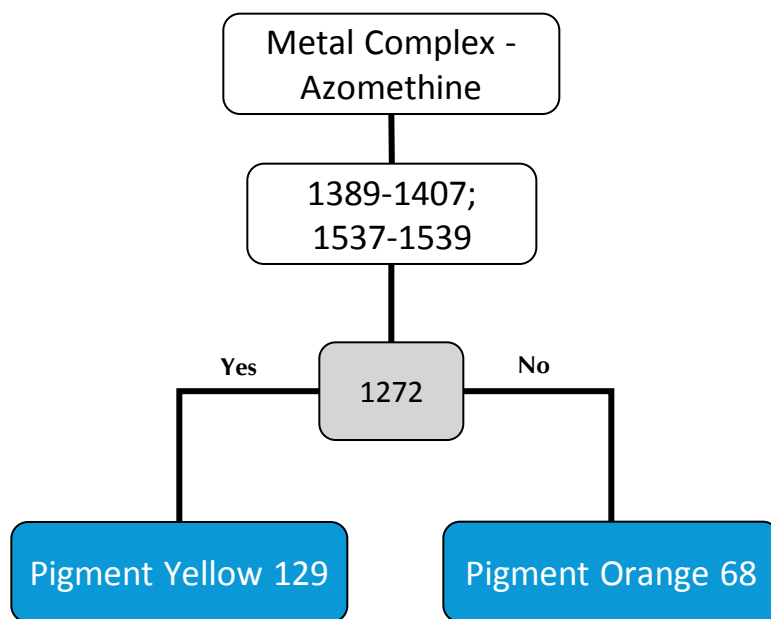 Metal Complex -
Azomethine
1389-1407;
1537-1539
Yes
No
1272
Pigment Yellow 129
Pigment Orange 68